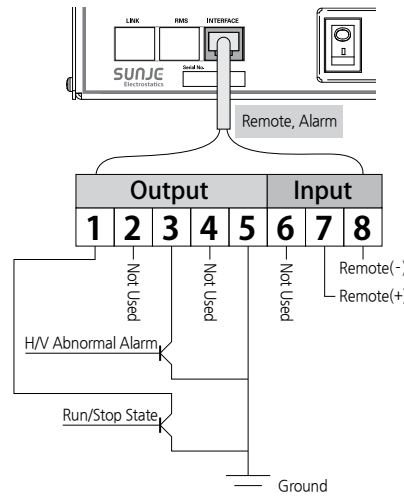 LINK RMS INTERFACE
SUNJE
Electrostatics
Serial No.
Remote, Alarm
Output Input
1 2 3 4 5 6 7 8
Not Used
Not Used
Not Used
Remote(-)
Remote(+)
H/V Abnormal Alarm
Run/Stop State
Ground